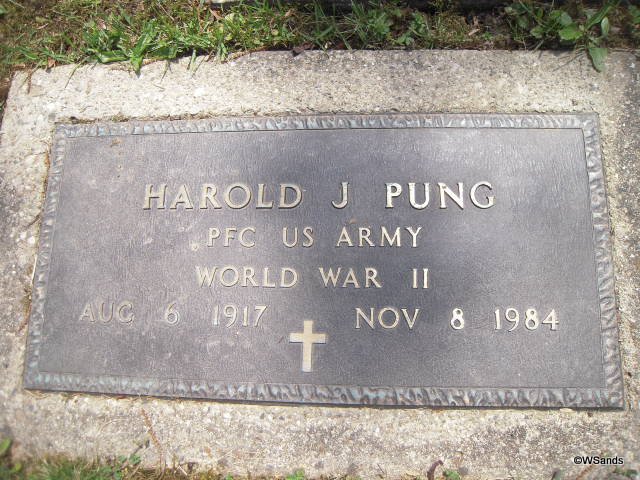 HAROLD J PUNG
PFC US ARMY
WORLD WAR II
AUG 6 1917 NOV 8 1984
©WSands